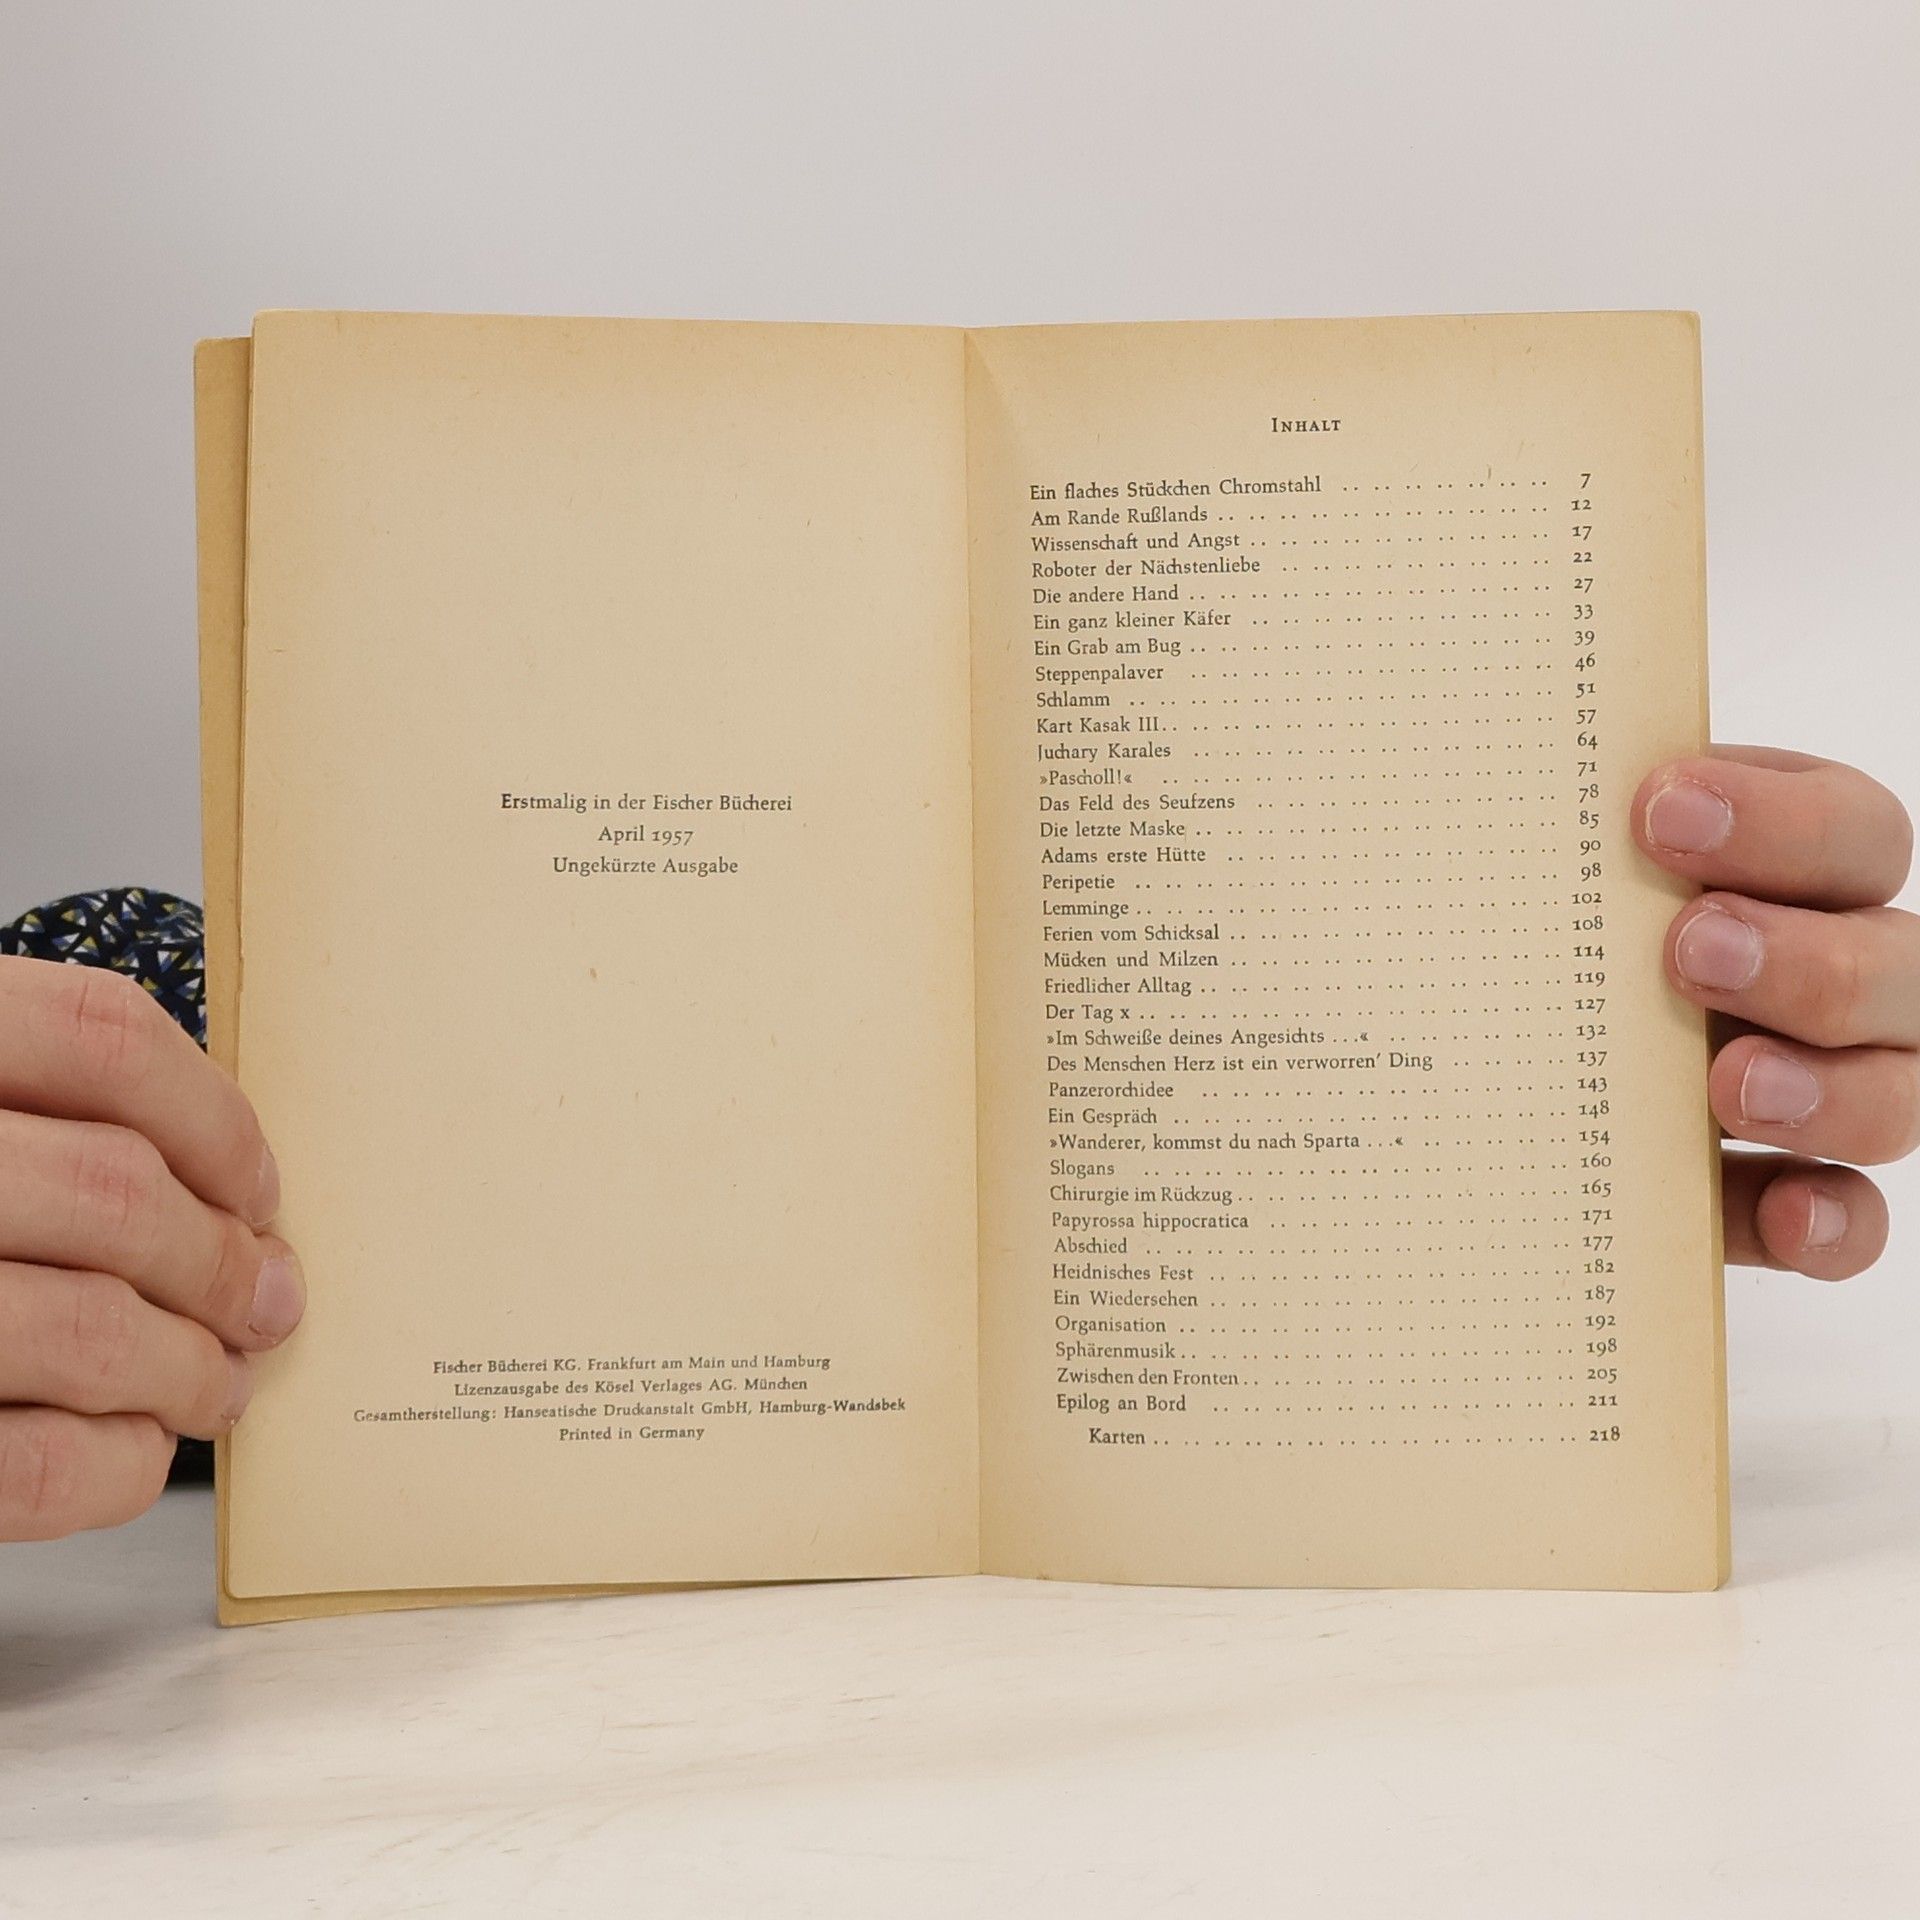 Erstmalig in der Fischer Bücherei
April 1957
Ungekürzte Ausgabe
Fischer Bücherei KG. Frankfurt am Main und Hamburg
Lizenzausgabe des Kösel Verlages AG. München
Gesamtherstellung: Hanseatische Druckanstalt GmbH, Hamburg-Wandsbek
Printed in Germany
INHALT
Ein flaches Stückchen Chromstahl .. .. .. .. .. .. .. 7
Am Rande Rußlands .. .. .. .. .. .. .. .. .. .. .. 12
Wissenschaft und Angst .. .. .. .. .. .. .. .. .. .. 17
Roboter der Nächstenliebe .. .. .. .. .. .. .. .. .. 22
Die andere Hand .. .. .. .. .. .. .. .. .. .. .. .. 27
Ein ganz kleiner Käfer .. .. .. .. .. .. .. .. .. .. 33
Ein Grab am Bug .. .. .. .. .. .. .. .. .. .. .. .. 39
Steppenpalaver .. .. .. .. .. .. .. .. .. .. .. .. 46
Schlamm .. .. .. .. .. .. .. .. .. .. .. .. .. .. 51
Kart Kasak III .. .. .. .. .. .. .. .. .. .. .. .. .. 57
Juchary Karales .. .. .. .. .. .. .. .. .. .. .. .. 64
»Pascholl!« .. .. .. .. .. .. .. .. .. .. .. .. .. 71
Das Feld des Seufzens .. .. .. .. .. .. .. .. .. .. 78
Die letzte Maske .. .. .. .. .. .. .. .. .. .. .. .. 85
Adams erste Hütte .. .. .. .. .. .. .. .. .. .. .. 90
Peripetie .. .. .. .. .. .. .. .. .. .. .. .. .. .. 98
Lemminge .. .. .. .. .. .. .. .. .. .. .. .. .. .. 102
Ferien vom Schicksal .. .. .. .. .. .. .. .. .. .. .. 108
Mücken und Milzen .. .. .. .. .. .. .. .. .. .. .. 114
Friedlicher Alltag .. .. .. .. .. .. .. .. .. .. .. .. 119
Der Tag x .. .. .. .. .. .. .. .. .. .. .. .. .. .. 127
»Im Schweiße deines Angesichts ...« .. .. .. .. .. .. 132
Des Menschen Herz ist ein verworren' Ding .. .. .. .. 137
Panzerorchidee .. .. .. .. .. .. .. .. .. .. .. .. 143
Ein Gespräch .. .. .. .. .. .. .. .. .. .. .. .. .. 148
»Wanderer, kommst du nach Sparta ...« .. .. .. .. .. 154
Slogans .. .. .. .. .. .. .. .. .. .. .. .. .. .. 160
Chirurgie im Rückzug .. .. .. .. .. .. .. .. .. .. .. 165
Papyrossa hippocratica .. .. .. .. .. .. .. .. .. .. 171
Abschied .. .. .. .. .. .. .. .. .. .. .. .. .. .. 177
Heidnisches Fest .. .. .. .. .. .. .. .. .. .. .. .. 182
Ein Wiedersehen .. .. .. .. .. .. .. .. .. .. .. .. 187
Organisation .. .. .. .. .. .. .. .. .. .. .. .. .. 192
Sphärenmusik .. .. .. .. .. .. .. .. .. .. .. .. .. 198
Zwischen den Fronten .. .. .. .. .. .. .. .. .. .. .. 205
Epilog an Bord .. .. .. .. .. .. .. .. .. .. .. .. 211
Karten .. .. .. .. .. .. .. .. .. .. .. .. .. .. 218